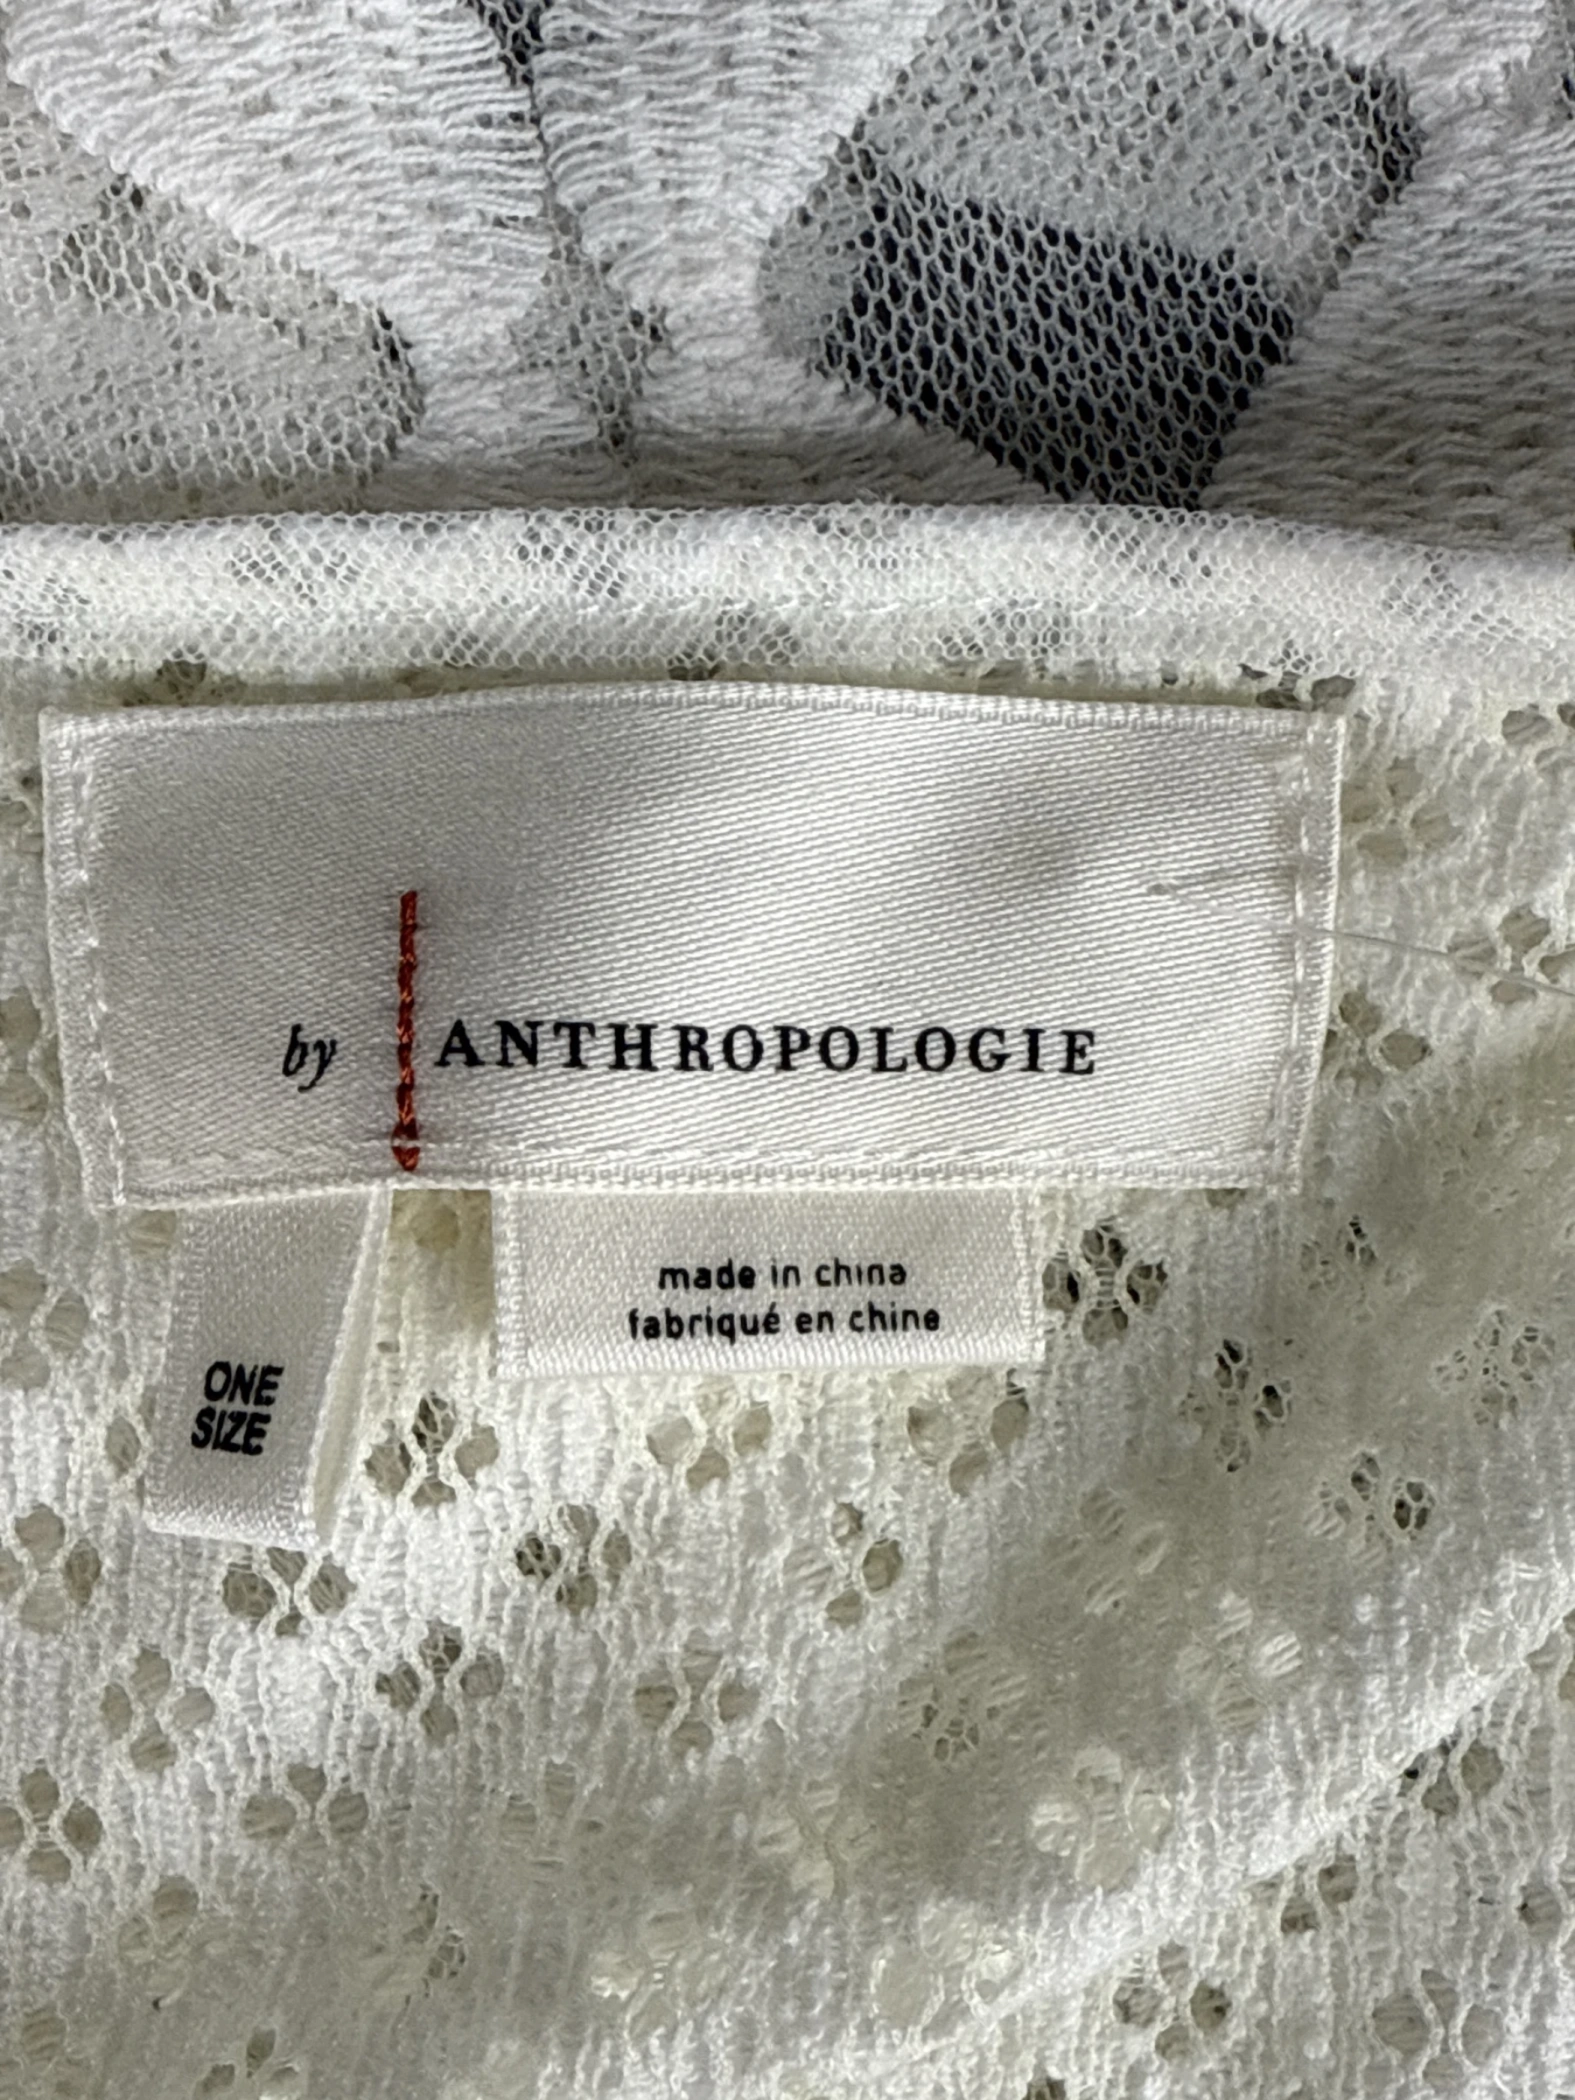 by ANTHROPOLOGIE
made in china
fabriqué en chine
ONE
SIZE